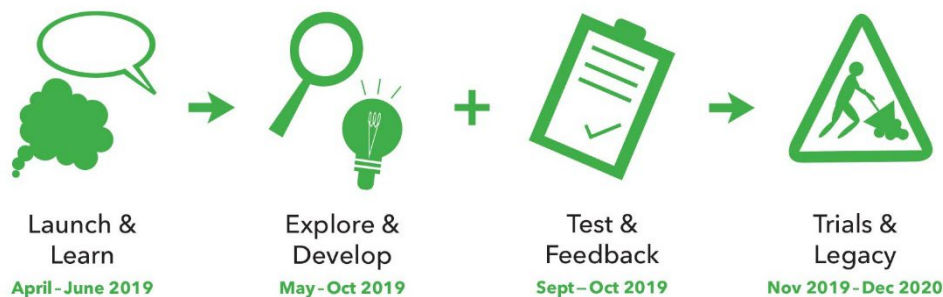 Launch &
Learn
April – June 2019
Explore &
Develop
May – Oct 2019
Test &
Feedback
Sept — Oct 2019
Trials &
Legacy
Nov 2019 – Dec 2020